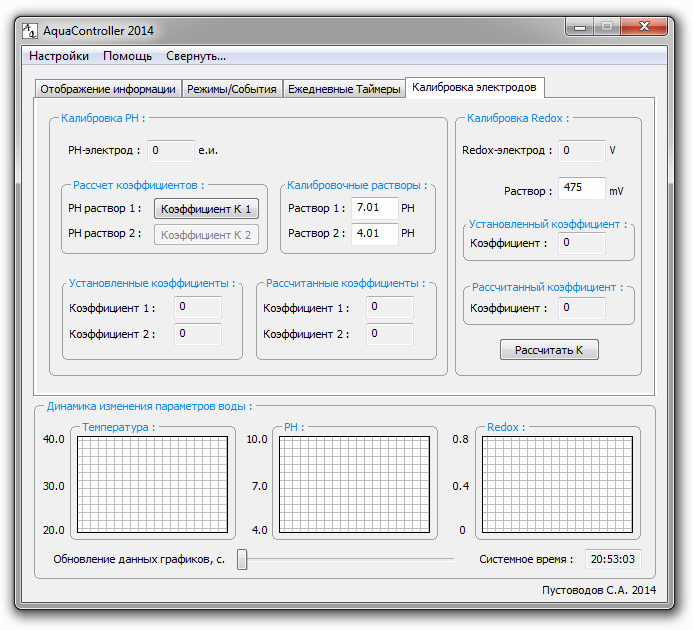 AquaController 2014
Настройки Помощь Свернуть...
Отображение информации Режимы/События Ежедневные Таймеры Калибровка электродов
Калибровка PH :
PH-электрод : 0 е.и.
Рассчет коэффициентов :
PH раствор 1 : Коэффициент К 1
PH раствор 2 : Коэффициент К 2
Калибровочные растворы :
Раствор 1 : 7.01 PH
Раствор 2 : 4.01 PH
Установленные коэффициенты :
Коэффициент 1 : 0
Коэффициент 2 : 0
Рассчитанные коэффициенты :
Коэффициент 1 : 0
Коэффициент 2 : 0
Калибровка Redox :
Redox-электрод : 0 V
Раствор : 475 mV
Установленный коэффициент :
Коэффициент : 0
Рассчитанный коэффициент :
Коэффициент : 0
Рассчитать К
Динамика изменения параметров воды :
Температура :
40.0
30.0
20.0
PH :
10.0
7.0
4.0
Redox :
0.8
0.4
0
Обновление данных графиков, с. Системное время : 20:53:03
Пустоводов С.А. 2014